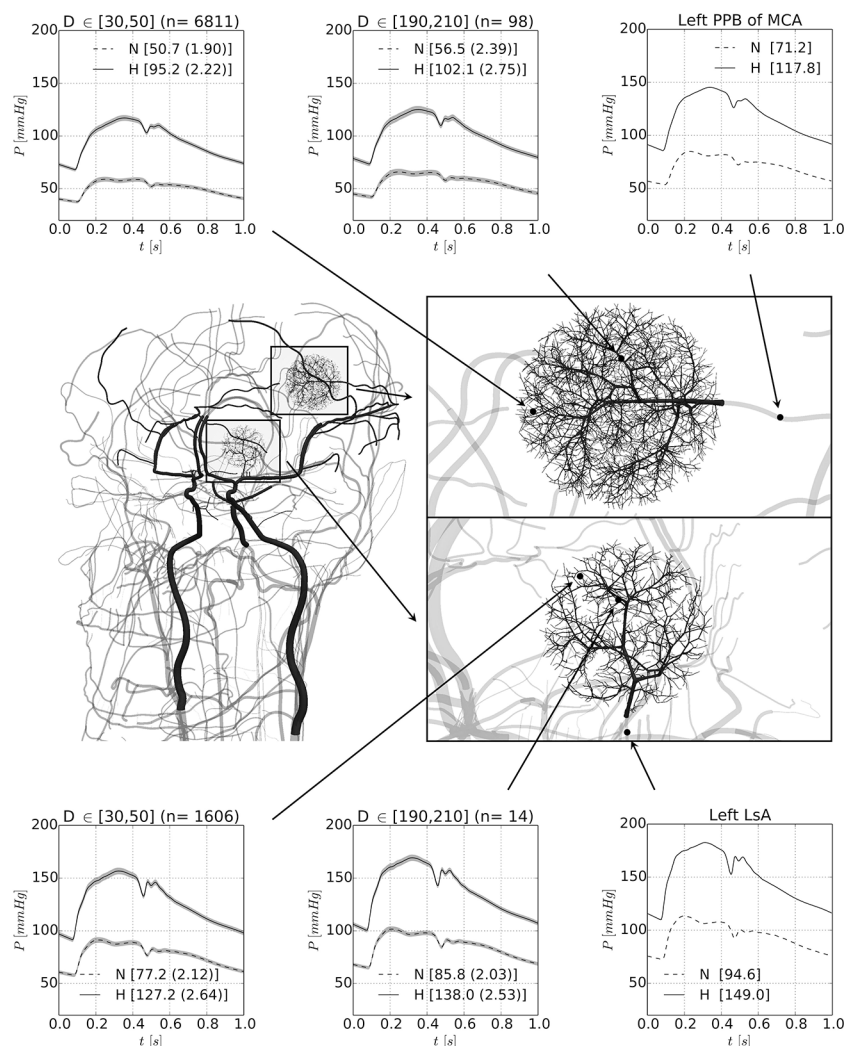 D ∈ [30,50] (n= 6811)
200
150
100
50
P [mmHg]
N [50.7 (1.90)]
H [95.2 (2.22)]
0.0 0.2 0.4 0.6 0.8 1.0
t [s]
D ∈ [190,210] (n= 98)
200
150
100
50
P [mmHg]
N [56.5 (2.39)]
H [102.1 (2.75)]
0.0 0.2 0.4 0.6 0.8 1.0
t [s]
Left PPB of MCA
200
150
100
50
P [mmHg]
N [71.2]
H [117.8]
0.0 0.2 0.4 0.6 0.8 1.0
t [s]
D ∈ [30,50] (n= 1606)
200
150
100
50
P [mmHg]
N [77.2 (2.12)]
H [127.2 (2.64)]
0.0 0.2 0.4 0.6 0.8 1.0
t [s]
D ∈ [190,210] (n= 14)
200
150
100
50
P [mmHg]
N [85.8 (2.03)]
H [138.0 (2.53)]
0.0 0.2 0.4 0.6 0.8 1.0
t [s]
Left LsA
200
150
100
50
P [mmHg]
N [94.6]
H [149.0]
0.0 0.2 0.4 0.6 0.8 1.0
t [s]